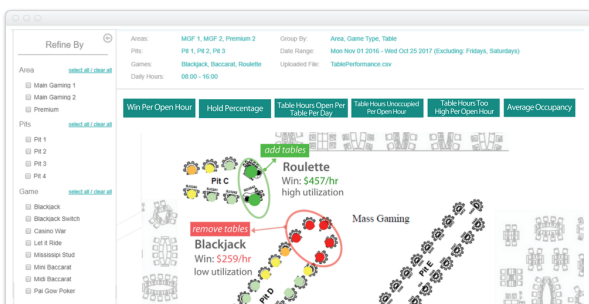 Refine By
Area select all / clear all
Main Gaming 1
Main Gaming 2
Premium
Pits select all / clear all
Pit 1
Pit 2
Pit 3
Pit 4
Game select all / clear all
Blackjack
Blackjack Switch
Casino War
Let it Ride
Mississipi Stud
Mini Baccarat
Midi Baccarat
Pai Gow Poker
Areas: MGF 1, MGF 2, Premium 2 Group By: Area, Game Type, Table
Pits Pit 1, Pit 2, Pit 3 Date Range: Mon Nov 01 2016 - Wed Oct 25 2017 (Excluding: Fridays, Saturdays)
Games: Blackjack, Baccarat, Roulette Uploaded File: TablePerformance.csv
Daily Hours: 08:00 - 16:00
Win Per Open Hour
Hold Percentage
Table Hours Open Per
Table Per Day
Table Hours Unoccupied
Per Open Hour
Table Hours Too
High Per Open Hour
Average Occupancy
add tables
Roulette
Win: $457/hr
high utilization
Pit C
remove tables
Blackjack
Win: $259/hr
low utilization
Mass Gaming
Pit D
Pit E